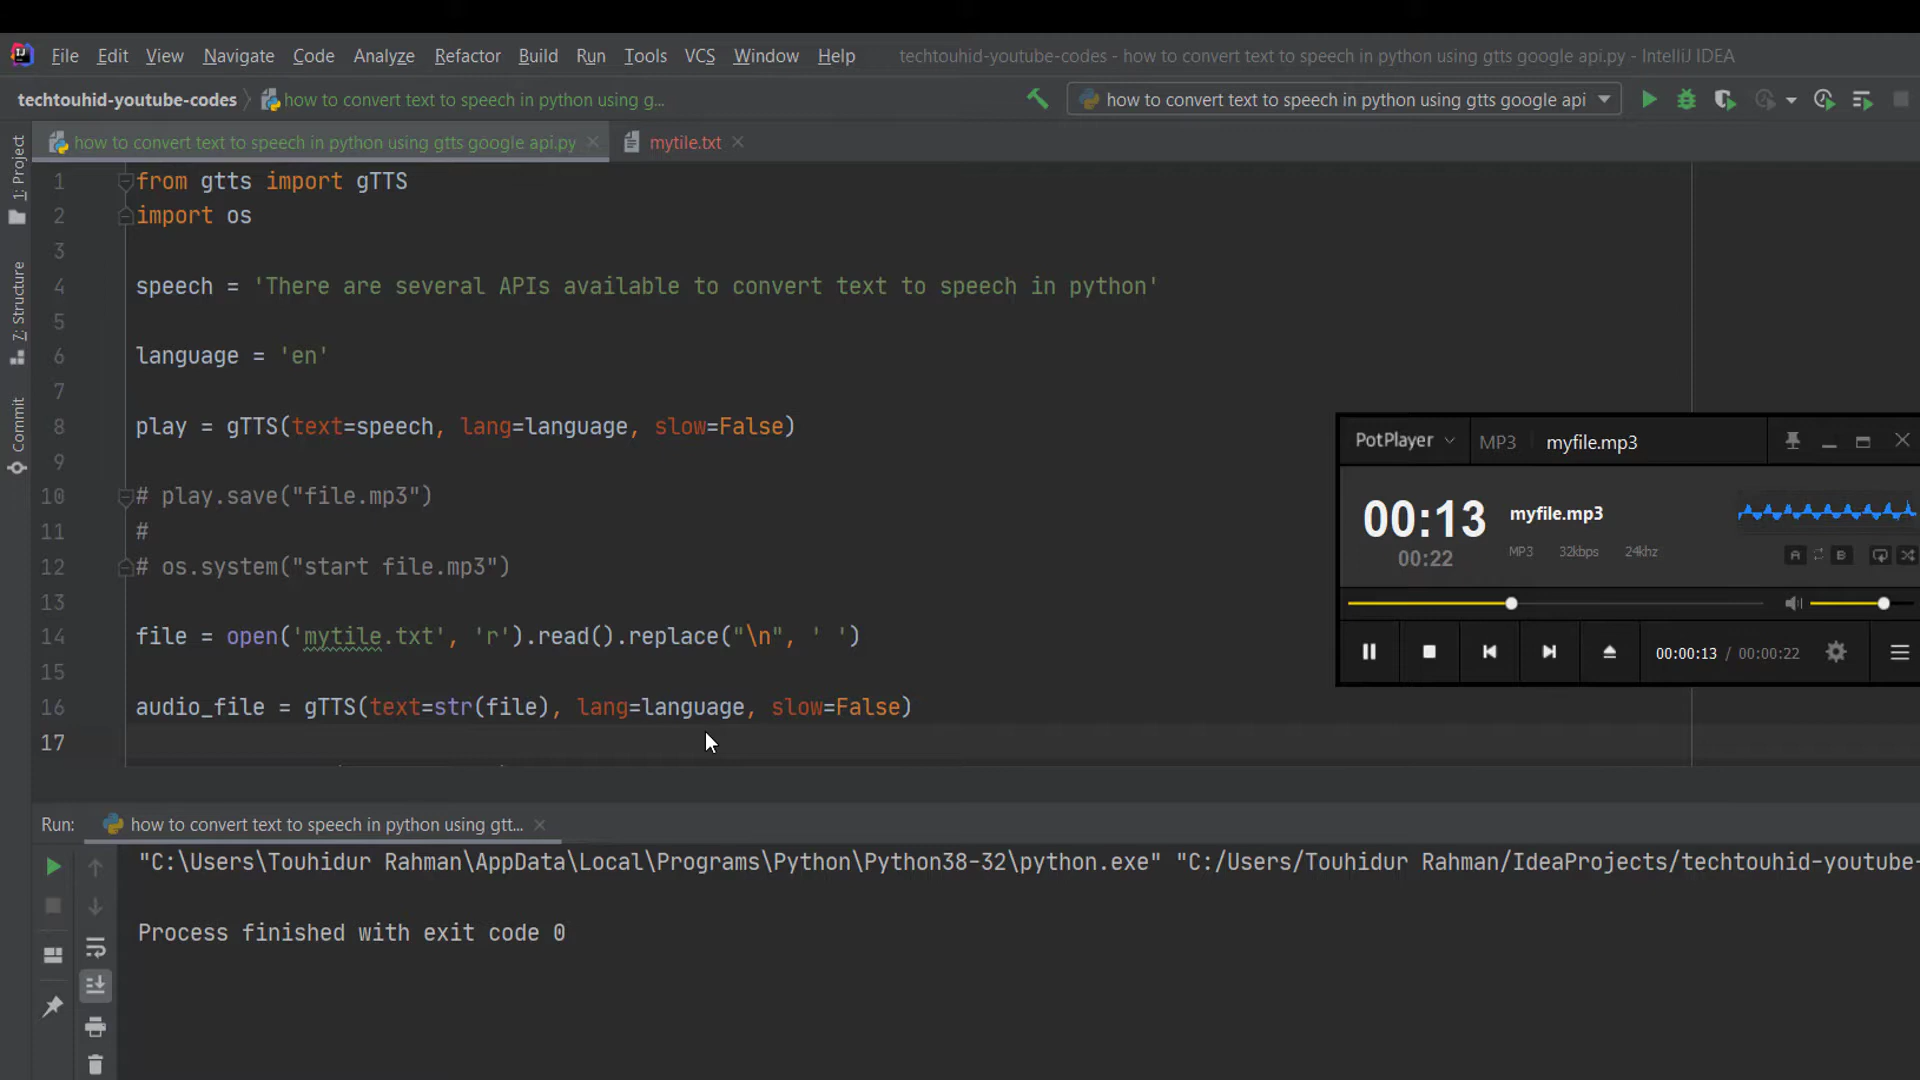 File Edit View Navigate Code Analyze Refactor Build Run Tools VCS Window Help techtouhid-youtube-codes - how to convert text to speech in python using gtts google api.py - IntelliJ IDEA
techtouhid-youtube-codes how to convert text to speech in python using g... how to convert text to speech in python using gtts google api
how to convert text to speech in python using gtts google api.py mytile.txt
1: Project
7: Structure
Commit
1 from gtts import gTTS
2 import os
3
4 speech = 'There are several APIs available to convert text to speech in python'
5
6 language = 'en'
7
8 play = gTTS(text=speech, lang=language, slow=False)
9
10 # play.save("file.mp3")
11 #
12 # os.system("start file.mp3")
13
14 file = open('mytile.txt', 'r').read().replace("\n", ' ')
15
16 audio_file = gTTS(text=str(file), lang=language, slow=False)
17
PotPlayer MP3 myfile.mp3
00:13 myfile.mp3
00:22 MP3 32kbps 24khz
A B
00:00:13 / 00:00:22
Run: how to convert text to speech in python using gtt...
"C:\Users\Touhidur Rahman\AppData\Local\Programs\Python\Python38-32\python.exe" "C:/Users/Touhidur Rahman/IdeaProjects/techtouhid-youtube-
Process finished with exit code 0